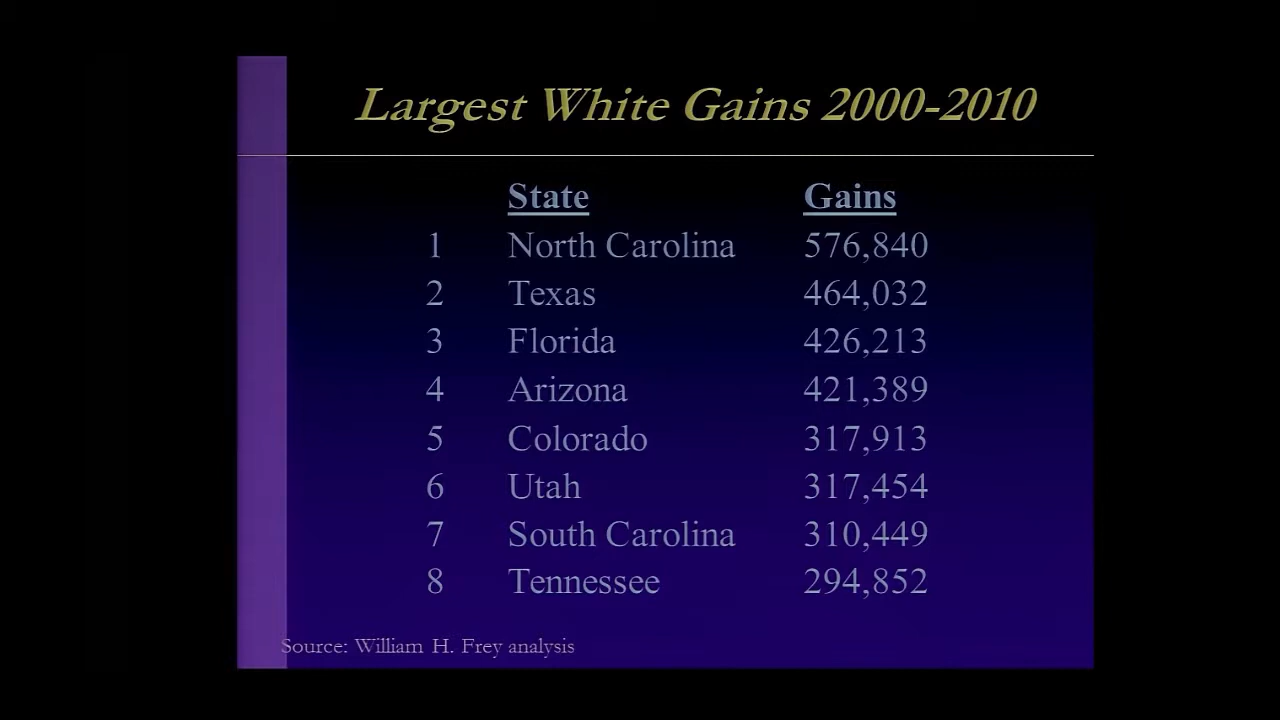 Largest White Gains 2000-2010
State Gains
1 North Carolina 576,840
2 Texas 464,032
3 Florida 426,213
4 Arizona 421,389
5 Colorado 317,913
6 Utah 317,454
7 South Carolina 310,449
8 Tennessee 294,852
Source: William H. Frey analysis